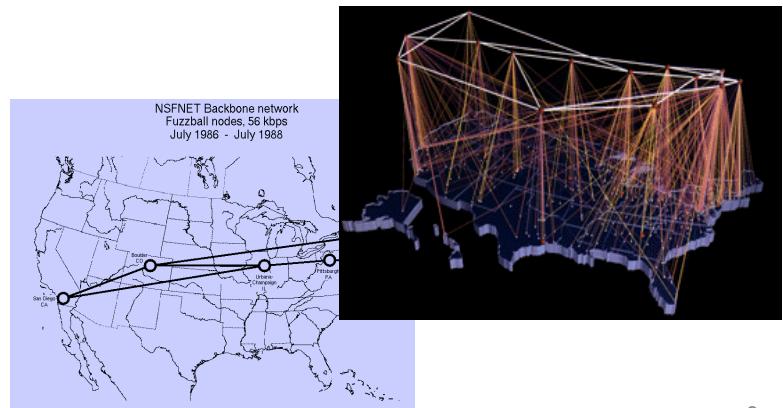 NSFNET Backbone network
Fuzzball nodes, 56 kbps
July 1986 - July 1988
Boulder
CO
Urbana-
Champaign
IL
Pittsburgh
PA
San Diego
CA